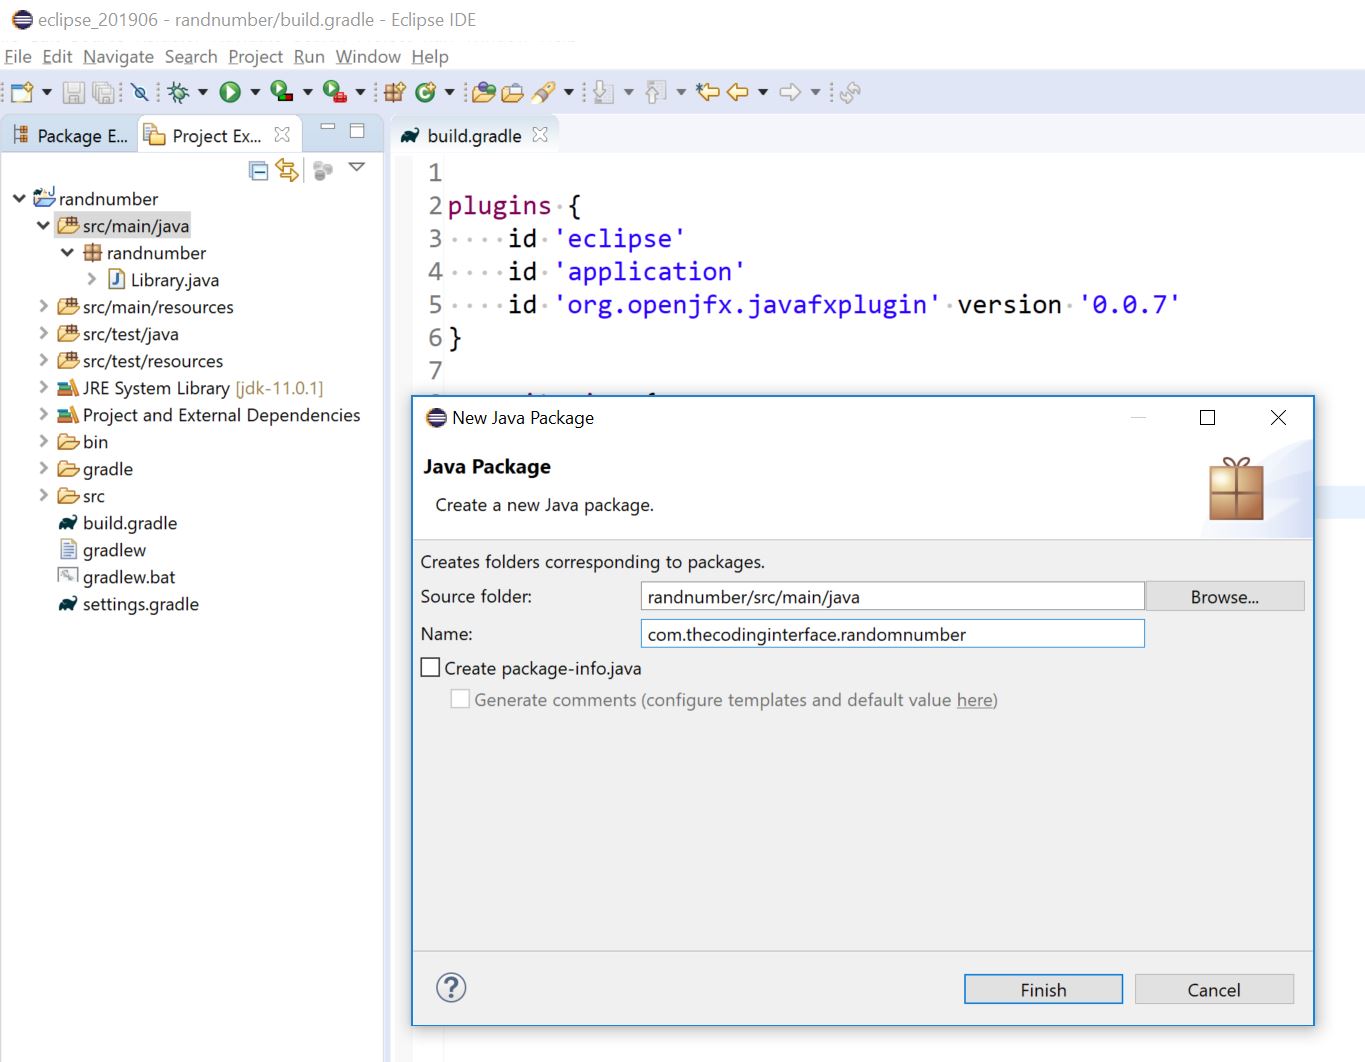 eclipse_201906 - randnumber/build.gradle - Eclipse IDE
File Edit Navigate Search Project Run Window Help
Package E...
Project Ex...
randnumber
src/main/java
randnumber
Library.java
src/main/resources
src/test/java
src/test/resources
JRE System Library [jdk-11.0.1]
Project and External Dependencies
bin
gradle
src
build.gradle
gradlew
gradlew.bat
settings.gradle
build.gradle
1
2 plugins {
3 ····id 'eclipse'
4 ····id 'application'
5 ····id 'org.openjfx.javafxplugin' version '0.0.7'
6 }
7
New Java Package
Java Package
Create a new Java package.
Creates folders corresponding to packages.
Source folder: randnumber/src/main/java Browse...
Name: com.thecodinginterface.randomnumber
Create package-info.java
Generate comments (configure templates and default value here)
? Finish Cancel